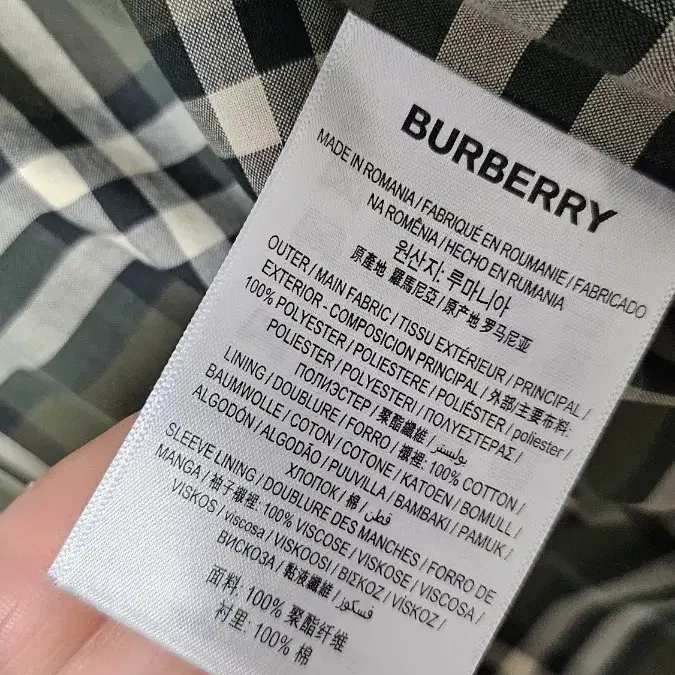 BURBERRY
MADE IN ROMANIA / FABRIQUÉ EN ROUMANIE / FABRICADO
NA ROMÊNIA / HECHO EN RUMANIA
원산지: 루마니아
原產地 羅馬尼亞 / 原产地 罗马尼亚
OUTER / MAIN FABRIC / TISSU EXTÉRIEUR / PRINCIPAL /
EXTERIOR - COMPOSICION PRINCIPAL / 外部/主要布料:
100% POLYESTER / POLIESTERE / POLIÉSTER / poliester /
POLIESTER / POLYESTERI / ΠΟΛΥΕΣΤΕΡΑΣ /
ПОЛИЭСТЕР / 聚酯纖維 / بوليستر
LINING / DOUBLURE / FORRO / 襯裡: 100% COTTON /
BAUMWOLLE / COTON / COTONE / KATOEN / BOMULL /
ALGODÓN / ALGODÃO / PUUVILLA / BAMBAKI / PAMUK /
ХЛОПОК / 棉 / قطن
SLEEVE LINING / DOUBLURE DES MANCHES / FORRO DE
MANGA / 袖子襯裡: 100% VISCOSE / VISKOSE / VISCOSA /
VISKOS / viscosa / VISKOOSI / ΒΙΣΚΟΖ / VİSKOZ /
ВИСКОЗА / 黏液纖維 / فسكوز
面料: 100% 聚酯纤维
衬里: 100% 棉